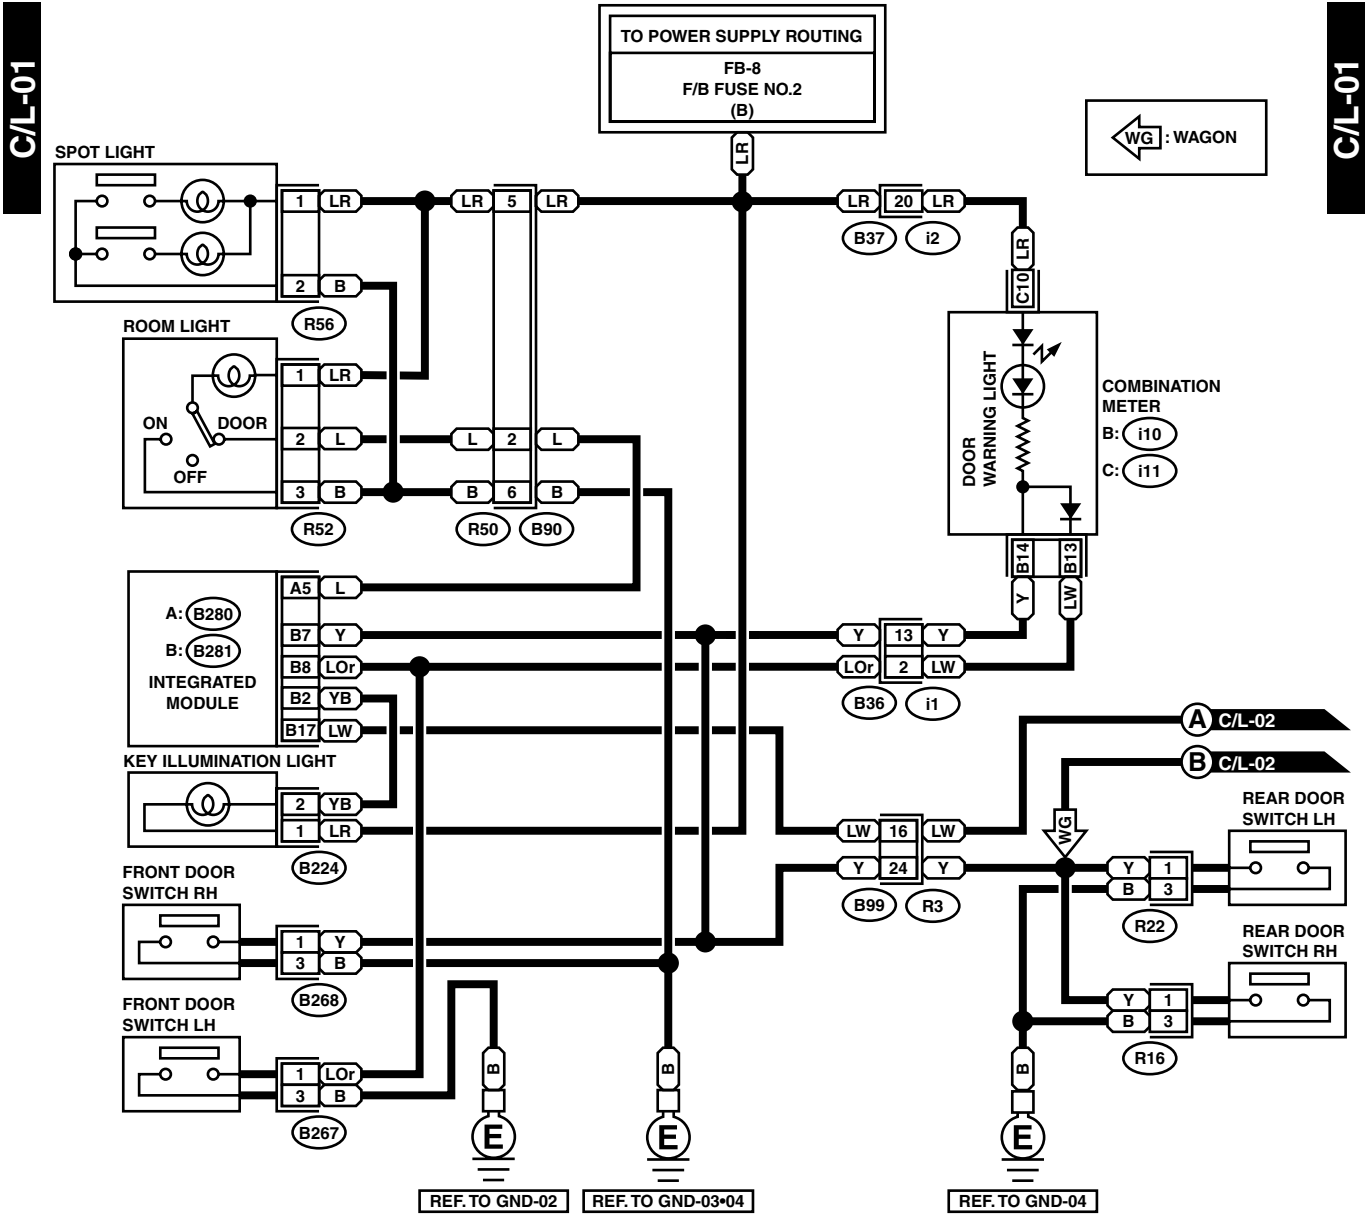 C/L-01
C/L-01
TO POWER SUPPLY ROUTING
FB-8
F/B FUSE NO.2
(B)
LR
WG : WAGON
SPOT LIGHT
1 LR
LR 5 LR
LR 20 LR
B37 i2
LR
C10
2 B
R56
ROOM LIGHT
1 LR
ON
DOOR
OFF
2 L
L 2 L
3 B
B 6 B
R52
R50 B90
DOOR
WARNING LIGHT
COMBINATION
METER
B: i10
C: i11
B14
B13
Y
LW
A: B280
B: B281
INTEGRATED
MODULE
A5 L
B7 Y
B8 LOr
B2 YB
B17 LW
Y 13 Y
LOr 2 LW
B36 i1
A C/L-02
B C/L-02
WG
KEY ILLUMINATION LIGHT
2 YB
1 LR
B224
LW 16 LW
Y 24 Y
B99 R3
REAR DOOR
SWITCH LH
Y 1
B 3
R22
FRONT DOOR
SWITCH RH
1 Y
3 B
B268
REAR DOOR
SWITCH RH
Y 1
B 3
R16
FRONT DOOR
SWITCH LH
1 LOr
3 B
B267
B
B
B
E
E
E
REF. TO GND-02
REF. TO GND-03•04
REF. TO GND-04